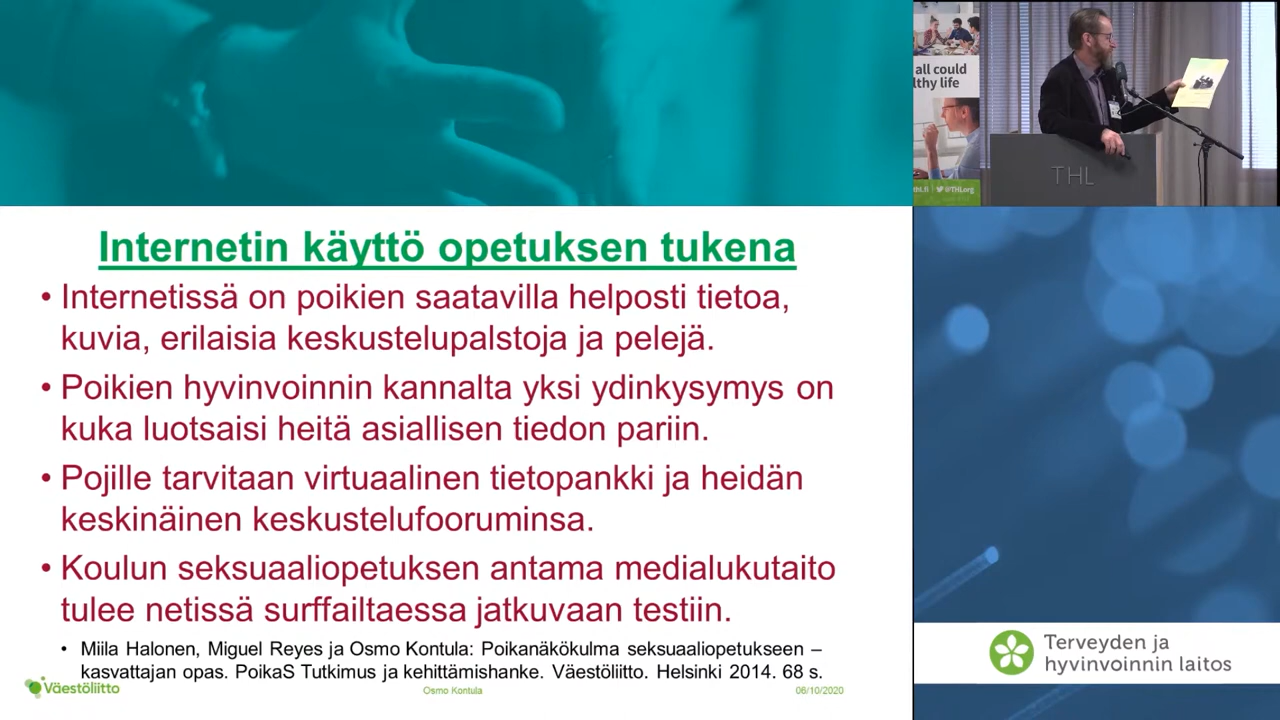 all could
lthy life
thl.fi
@THLorg
THL
Internetin käyttö opetuksen tukena
• Internetissä on poikien saatavilla helposti tietoa,
kuvia, erilaisia keskustelupalstoja ja pelejä.
• Poikien hyvinvoinnin kannalta yksi ydinkysymys on
kuka luotsaisi heitä asiallisen tiedon pariin.
• Pojille tarvitaan virtuaalinen tietopankki ja heidän
keskinäinen keskustelufooruminsa.
• Koulun seksuaaliopetuksen antama medialukutaito
tulee netissä surffailtaessa jatkuvaan testiin.
• Miila Halonen, Miguel Reyes ja Osmo Kontula: Poikanäkökulma seksuaaliopetukseen –
kasvattajan opas. PoikaS Tutkimus ja kehittämishanke. Väestöliitto. Helsinki 2014. 68 s.
Väestöliitto
Osmo Kontula
06/10/2020
Terveyden ja
hyvinvoinnin laitos